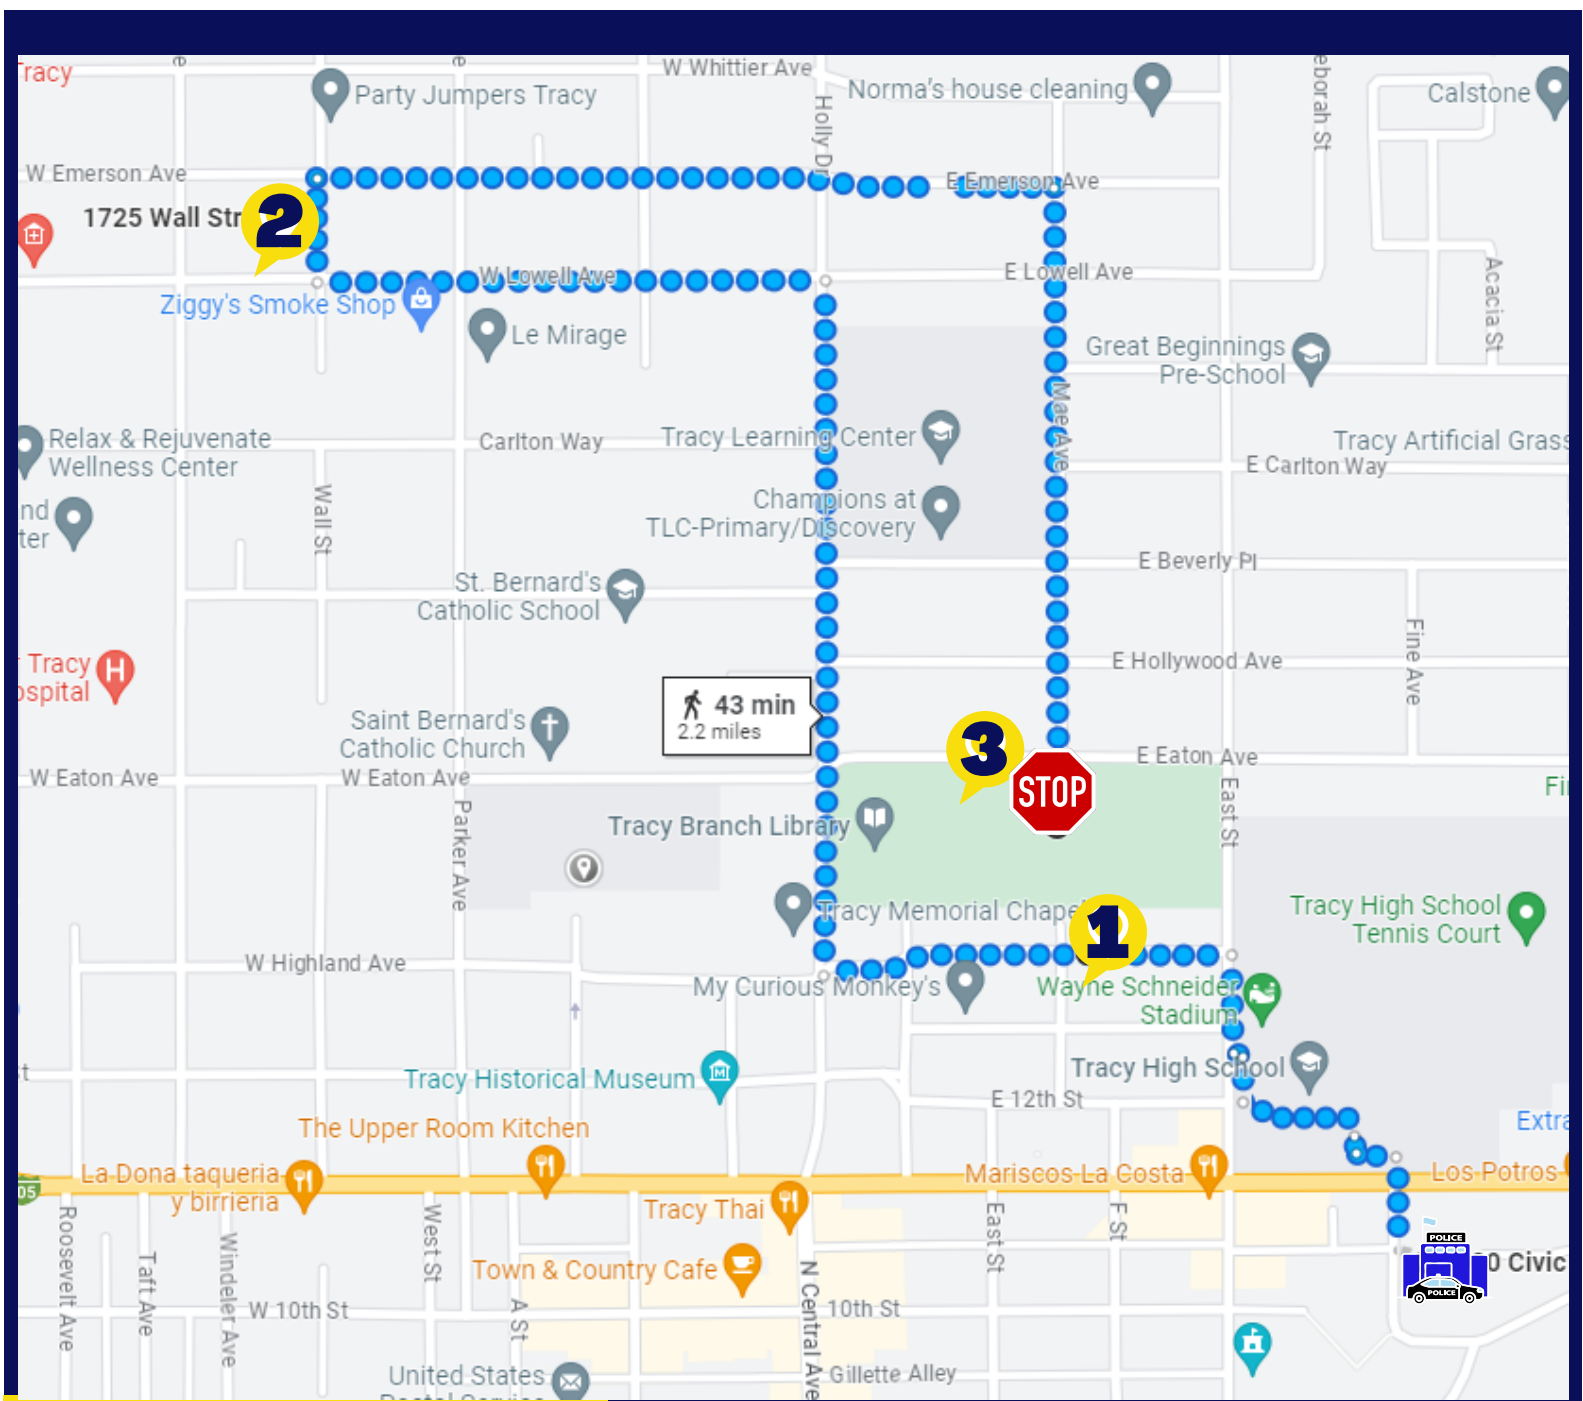 Tracy
W Whittier Ave
Party Jumpers Tracy
Norma's house cleaning
Calstone
Holly Dr
eborah St
W Emerson Ave
E Emerson Ave
1725 Wall Str
2
W Lowell Ave
E Lowell Ave
Ziggy's Smoke Shop
Le Mirage
Acacia St
Great Beginnings
Pre-School
Mae Ave
Relax & Rejuvenate
Wellness Center
Carlton Way
Tracy Learning Center
Tracy Artificial Grass
E Carlton Way
Wall St
nd
ter
Champions at
TLC-Primary/Discovery
E Beverly Pl
St. Bernard's
Catholic School
Fine Ave
Tracy
ospital
H
E Hollywood Ave
43 min
2.2 miles
Saint Bernard's
Catholic Church
3
STOP
E Eaton Ave
W Eaton Ave
W Eaton Ave
East St
Parker Ave
Tracy Branch Library
Tracy Memorial Chapel
1
Tracy High School
Tennis Court
W Highland Ave
My Curious Monkey's
Wayne Schneider
Stadium
Tracy High School
Tracy Historical Museum
E 12th St
The Upper Room Kitchen
Extra
La Dona taqueria
y birrieria
Mariscos La Costa
Los Potros
05
Tracy Thai
Roosevelt Ave
Taft Ave
Windeler Ave
West St
East St
F St
Town & Country Cafe
N Central Ave
POLICE
POLICE
0 Civic
W 10th St
A St
10th St
United States
Postal Service
Gillette Alley